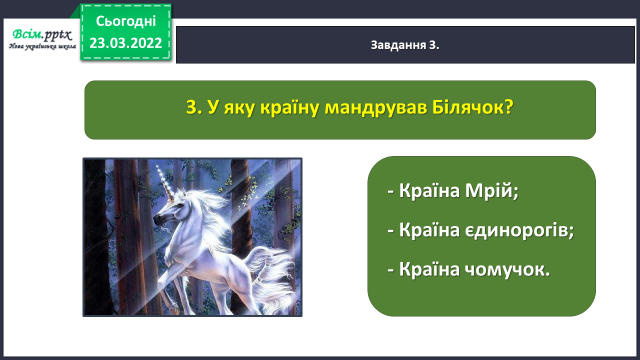 Всім.pptx
Нова українська школа
Сьогодні
23.03.2022
Завдання 3.
3. У яку країну мандрував Білячок?
- Країна Мрій;
- Країна єдинорогів;
- Країна чомучок.